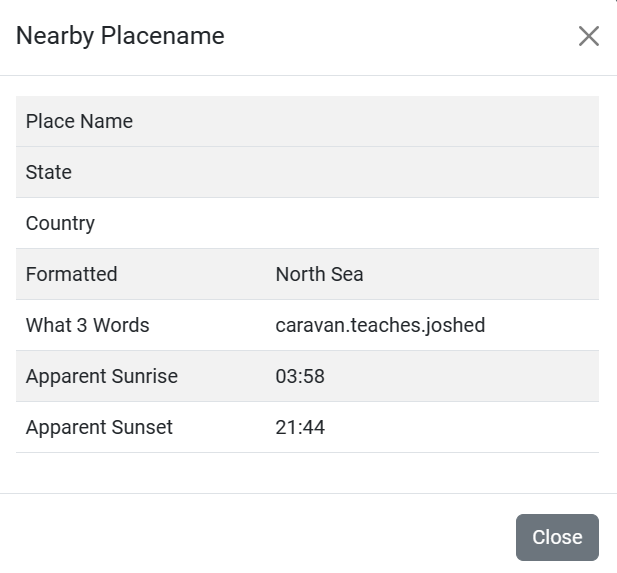 Nearby Placename
Place Name
State
Country
Formatted North Sea
What 3 Words caravan.teaches.joshed
Apparent Sunrise 03:58
Apparent Sunset 21:44
Close